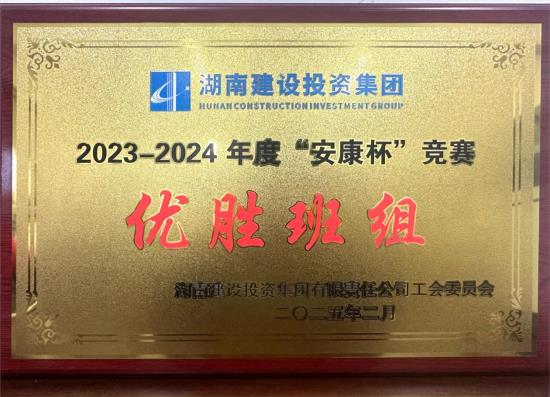 湖南建设投资集团
HUNAN CONSTRUCTION INVESTMENT GROUP
2023-2024 年度“安康杯”竞赛
优胜班组
湖南建设投资集团有限责任公司工会委员会
二〇二五年二月